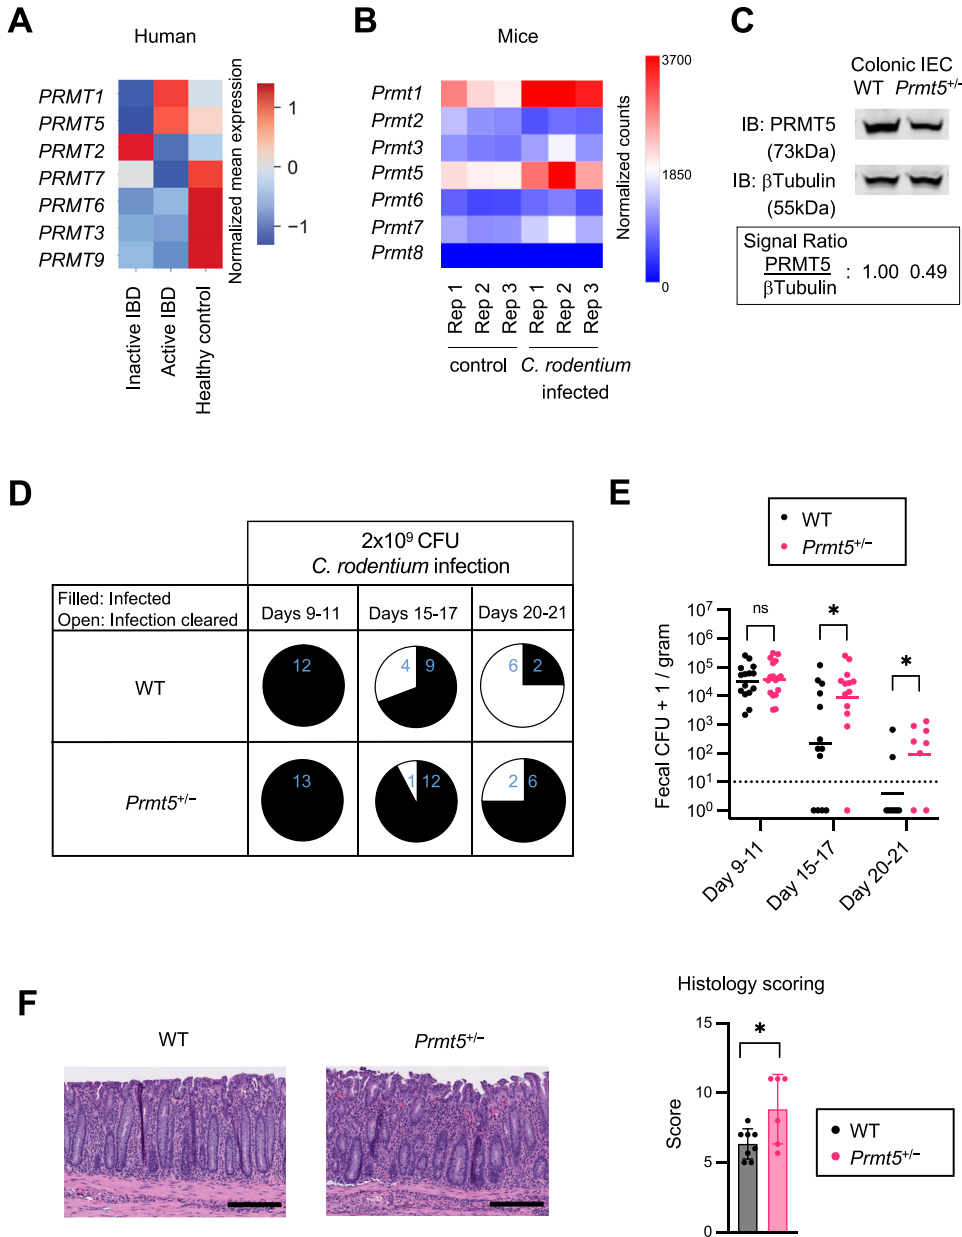 A
Human
PRMT1
PRMT5
PRMT2
PRMT7
PRMT6
PRMT3
PRMT9
1
0
−1
Normalized mean expression
Inactive IBD
Active IBD
Healthy control
B
Mice
Prmt1
Prmt2
Prmt3
Prmt5
Prmt6
Prmt7
Prmt8
3700
1850
0
Normalized counts
Rep 1
Rep 2
Rep 3
Rep 1
Rep 2
Rep 3
control
C. rodentium
infected
C
Colonic IEC
WT Prmt5+/-
IB: PRMT5
(73kDa)
IB: βTubulin
(55kDa)
Signal Ratio
PRMT5
βTubulin
: 1.00 0.49
D
2x10⁹ CFU
C. rodentium infection
Filled: Infected
Open: Infection cleared
Days 9-11
Days 15-17
Days 20-21
WT
12
4 9
6 2
Prmt5+/−
13
1 12
2 6
E
WT
Prmt5+/−
10⁷
10⁶
10⁵
10⁴
10³
10²
10¹
10⁰
Fecal CFU + 1 / gram
ns
*
*
Day 9-11
Day 15-17
Day 20-21
F
WT
Prmt5+/−
Histology scoring
15
10
5
0
Score
*
WT
Prmt5+/−